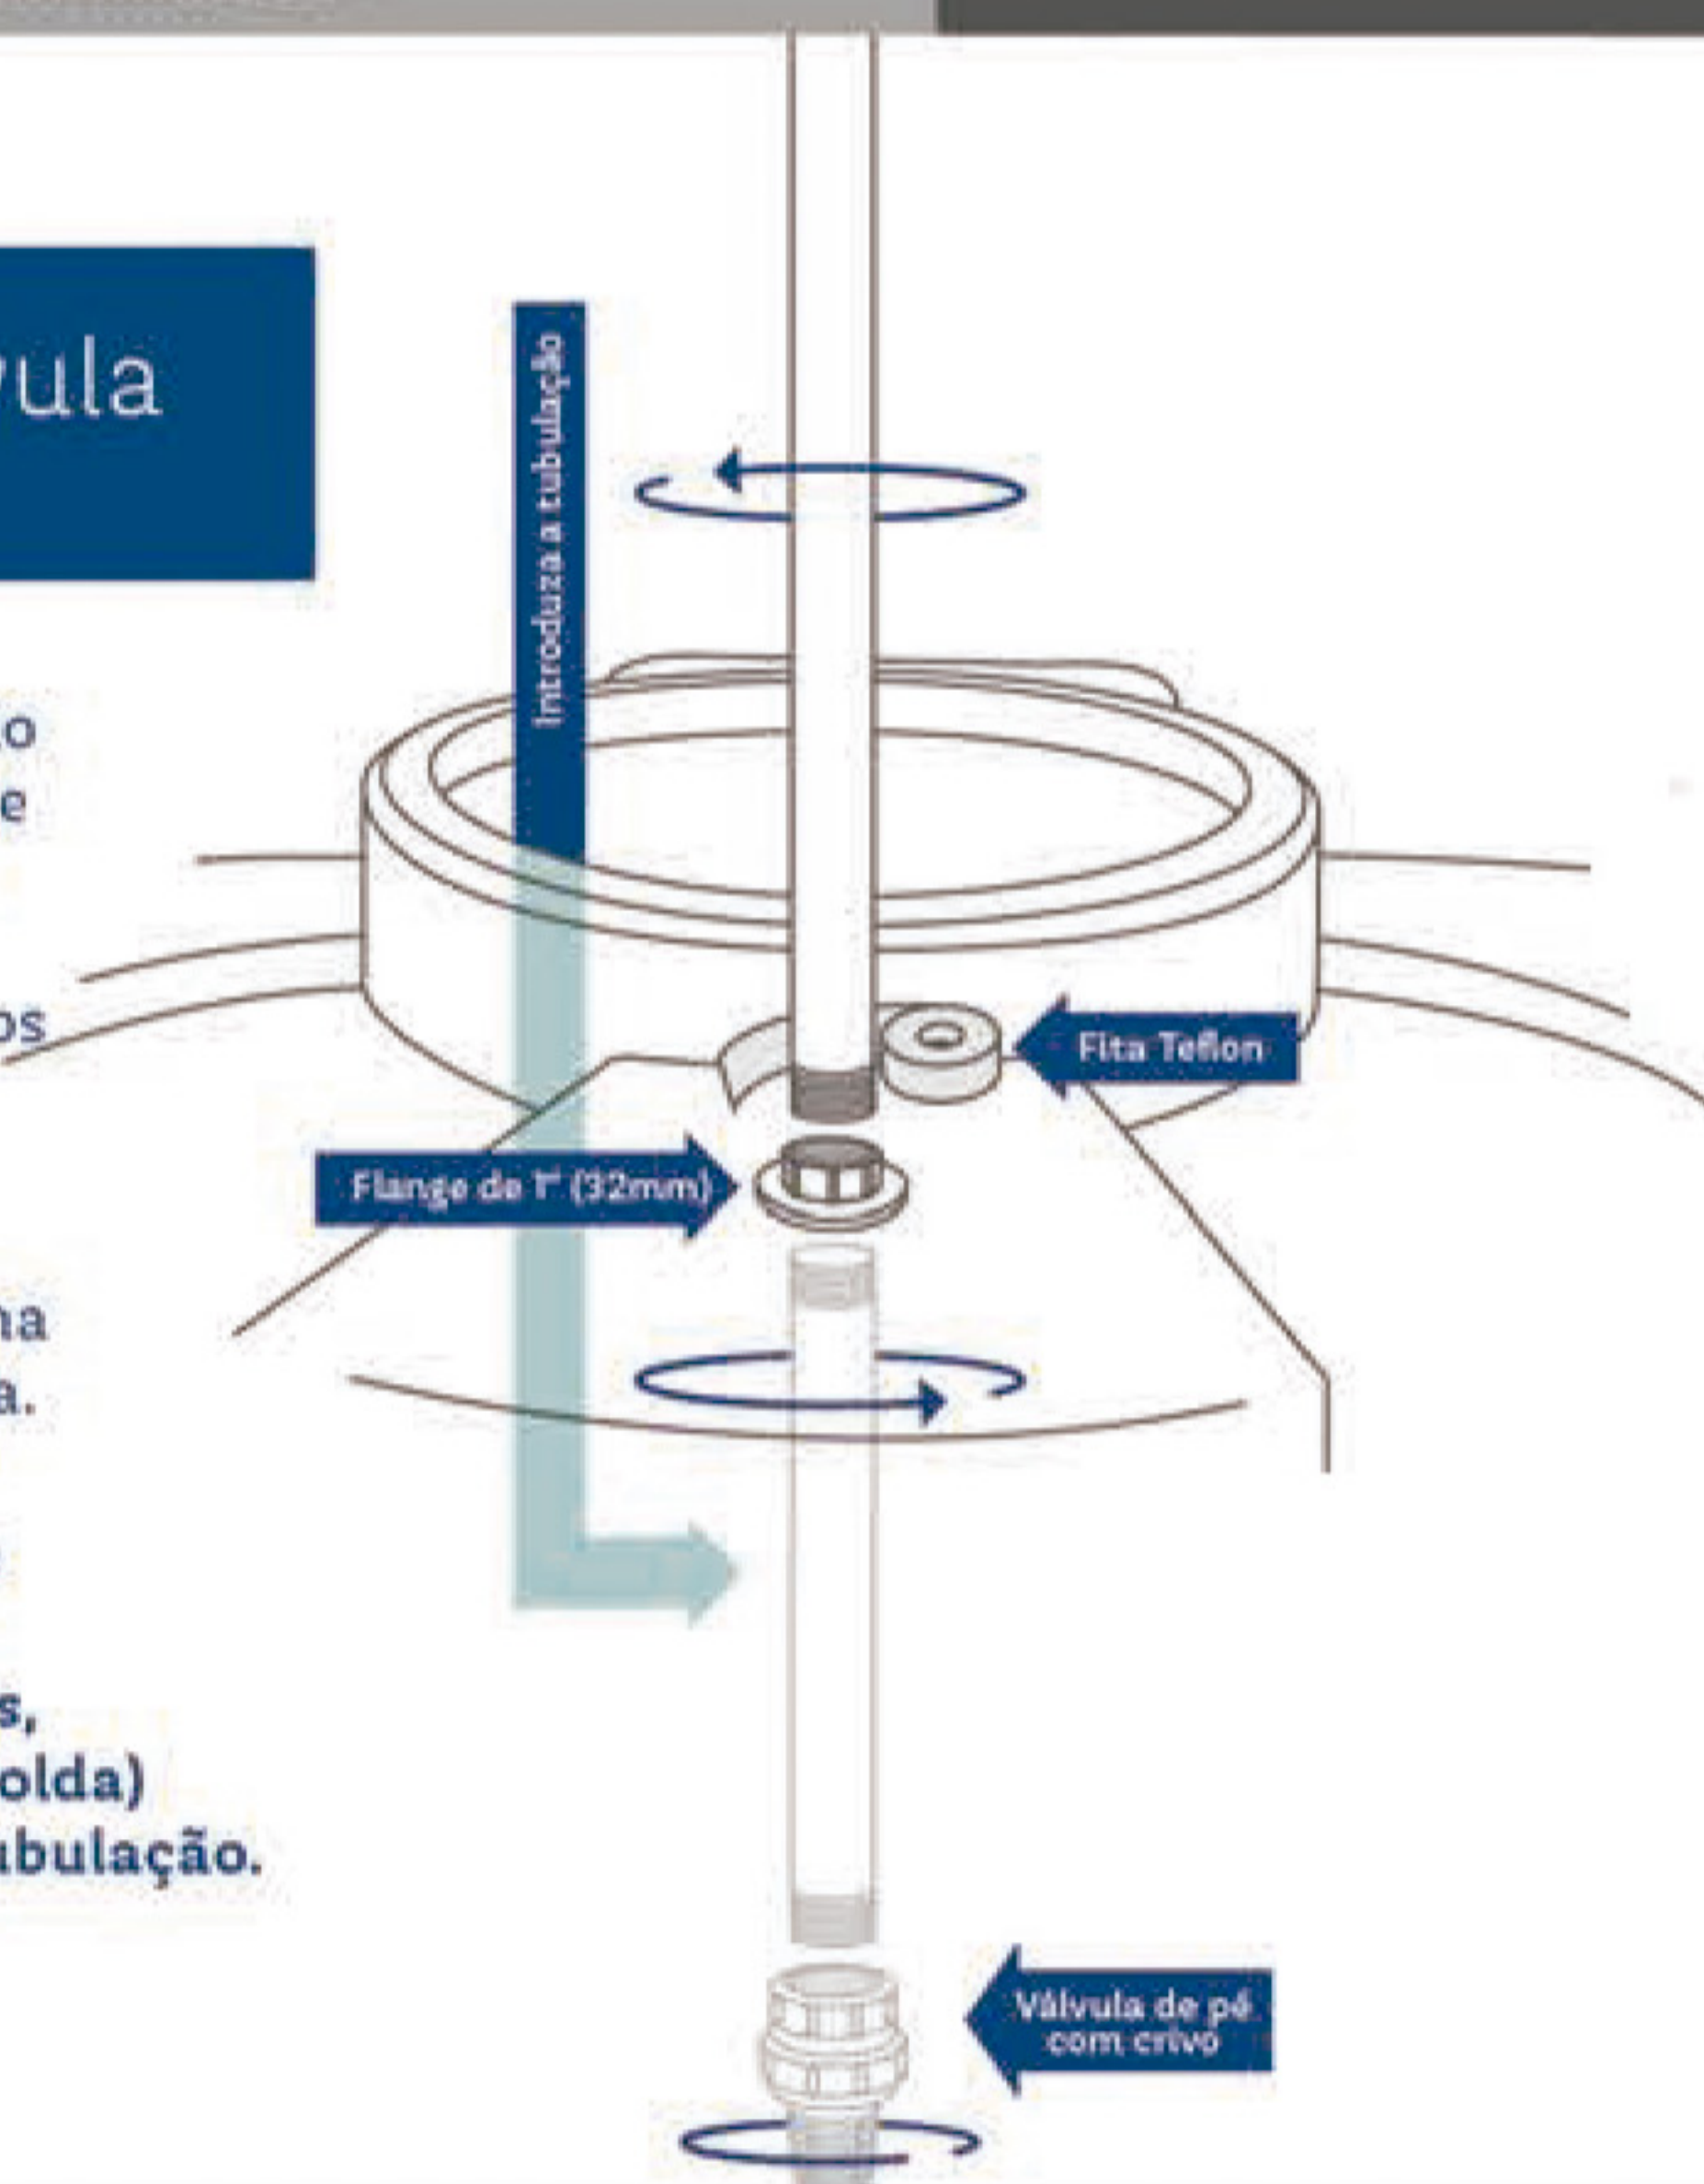 vula
Introduza a tubulação
os
Fita Teflon
Flange de 1" (32mm)
na
a.
s,
olda)
ubulação.
Válvula de pé
com crivo